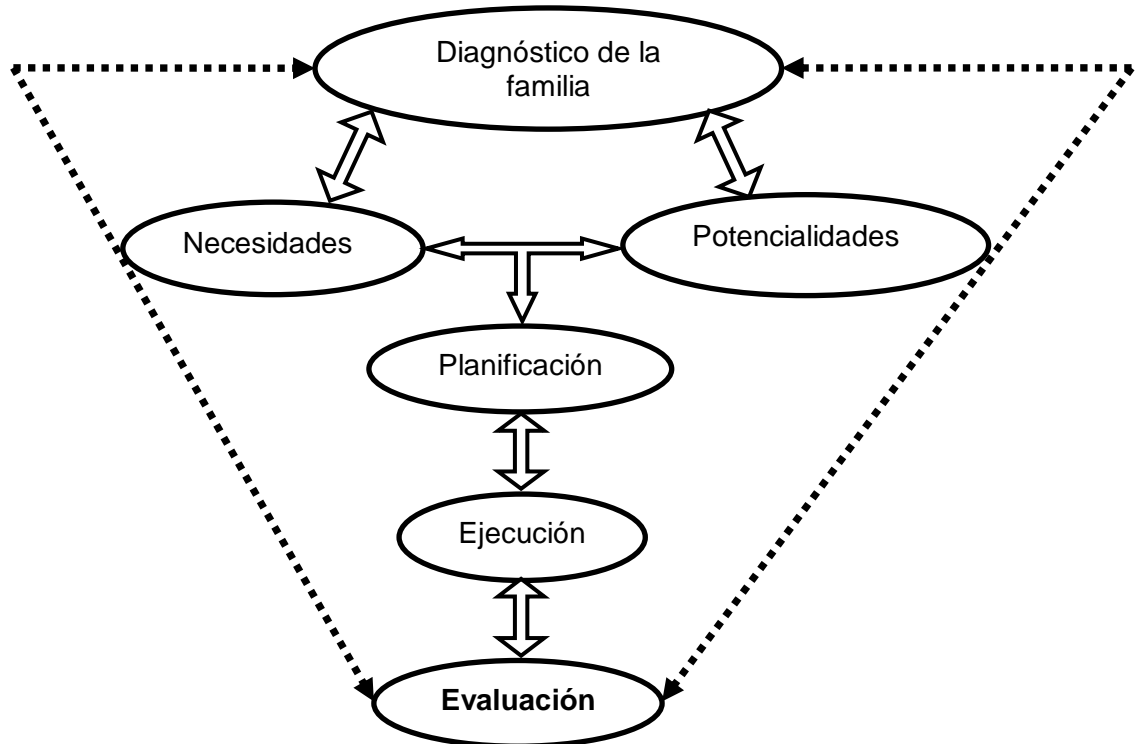 Diagnóstico de la
familia
Necesidades
Potencialidades
Planificación
Ejecución
Evaluación